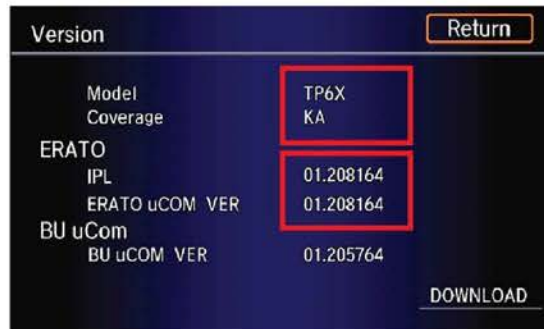 Version Return
Model TP6X
Coverage KA
ERATO
IPL 01.208164
ERATO uCOM VER 01.208164
BU uCom
BU uCOM VER 01.205764
DOWNLOAD